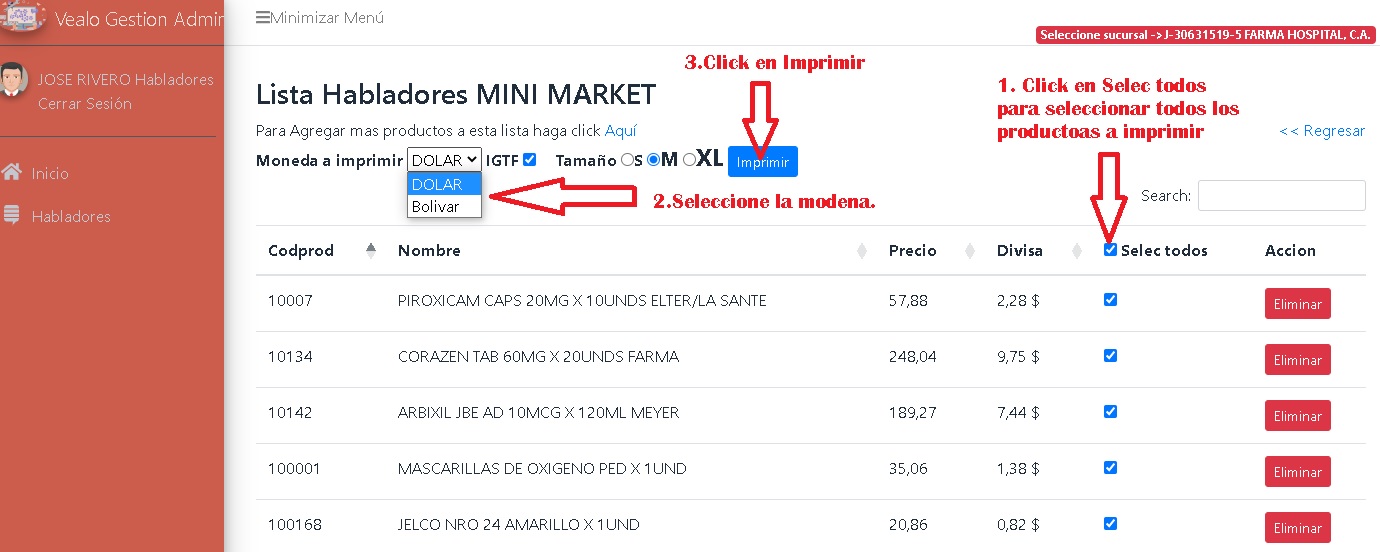 Vealo Gestion Admin
Minimizar Menú
Seleccione sucursal ->J-30631519-5 FARMA HOSPITAL, C.A.
JOSE RIVERO Habladores
Cerrar Sesión
Inicio
Habladores
3.Click en Imprimir
1. Click en Selec todos
para seleccionar todos los
productoas a imprimir
Lista Habladores MINI MARKET
Para Agregar mas productos a esta lista haga click Aquí
<< Regresar
Moneda a imprimir DOLAR IGTF Tamaño S M XL Imprimir
DOLAR
Bolivar
2.Seleccione la modena.
Search:
Codprod Nombre Precio Divisa Selec todos Accion
10007 PIROXICAM CAPS 20MG X 10UNDS ELTER/LA SANTE 57,88 2,28 $ Eliminar
10134 CORAZEN TAB 60MG X 20UNDS FARMA 248,04 9,75 $ Eliminar
10142 ARBIXIL JBE AD 10MCG X 120ML MEYER 189,27 7,44 $ Eliminar
100001 MASCARILLAS DE OXIGENO PED X 1UND 35,06 1,38 $ Eliminar
100168 JELCO NRO 24 AMARILLO X 1UND 20,86 0,82 $ Eliminar